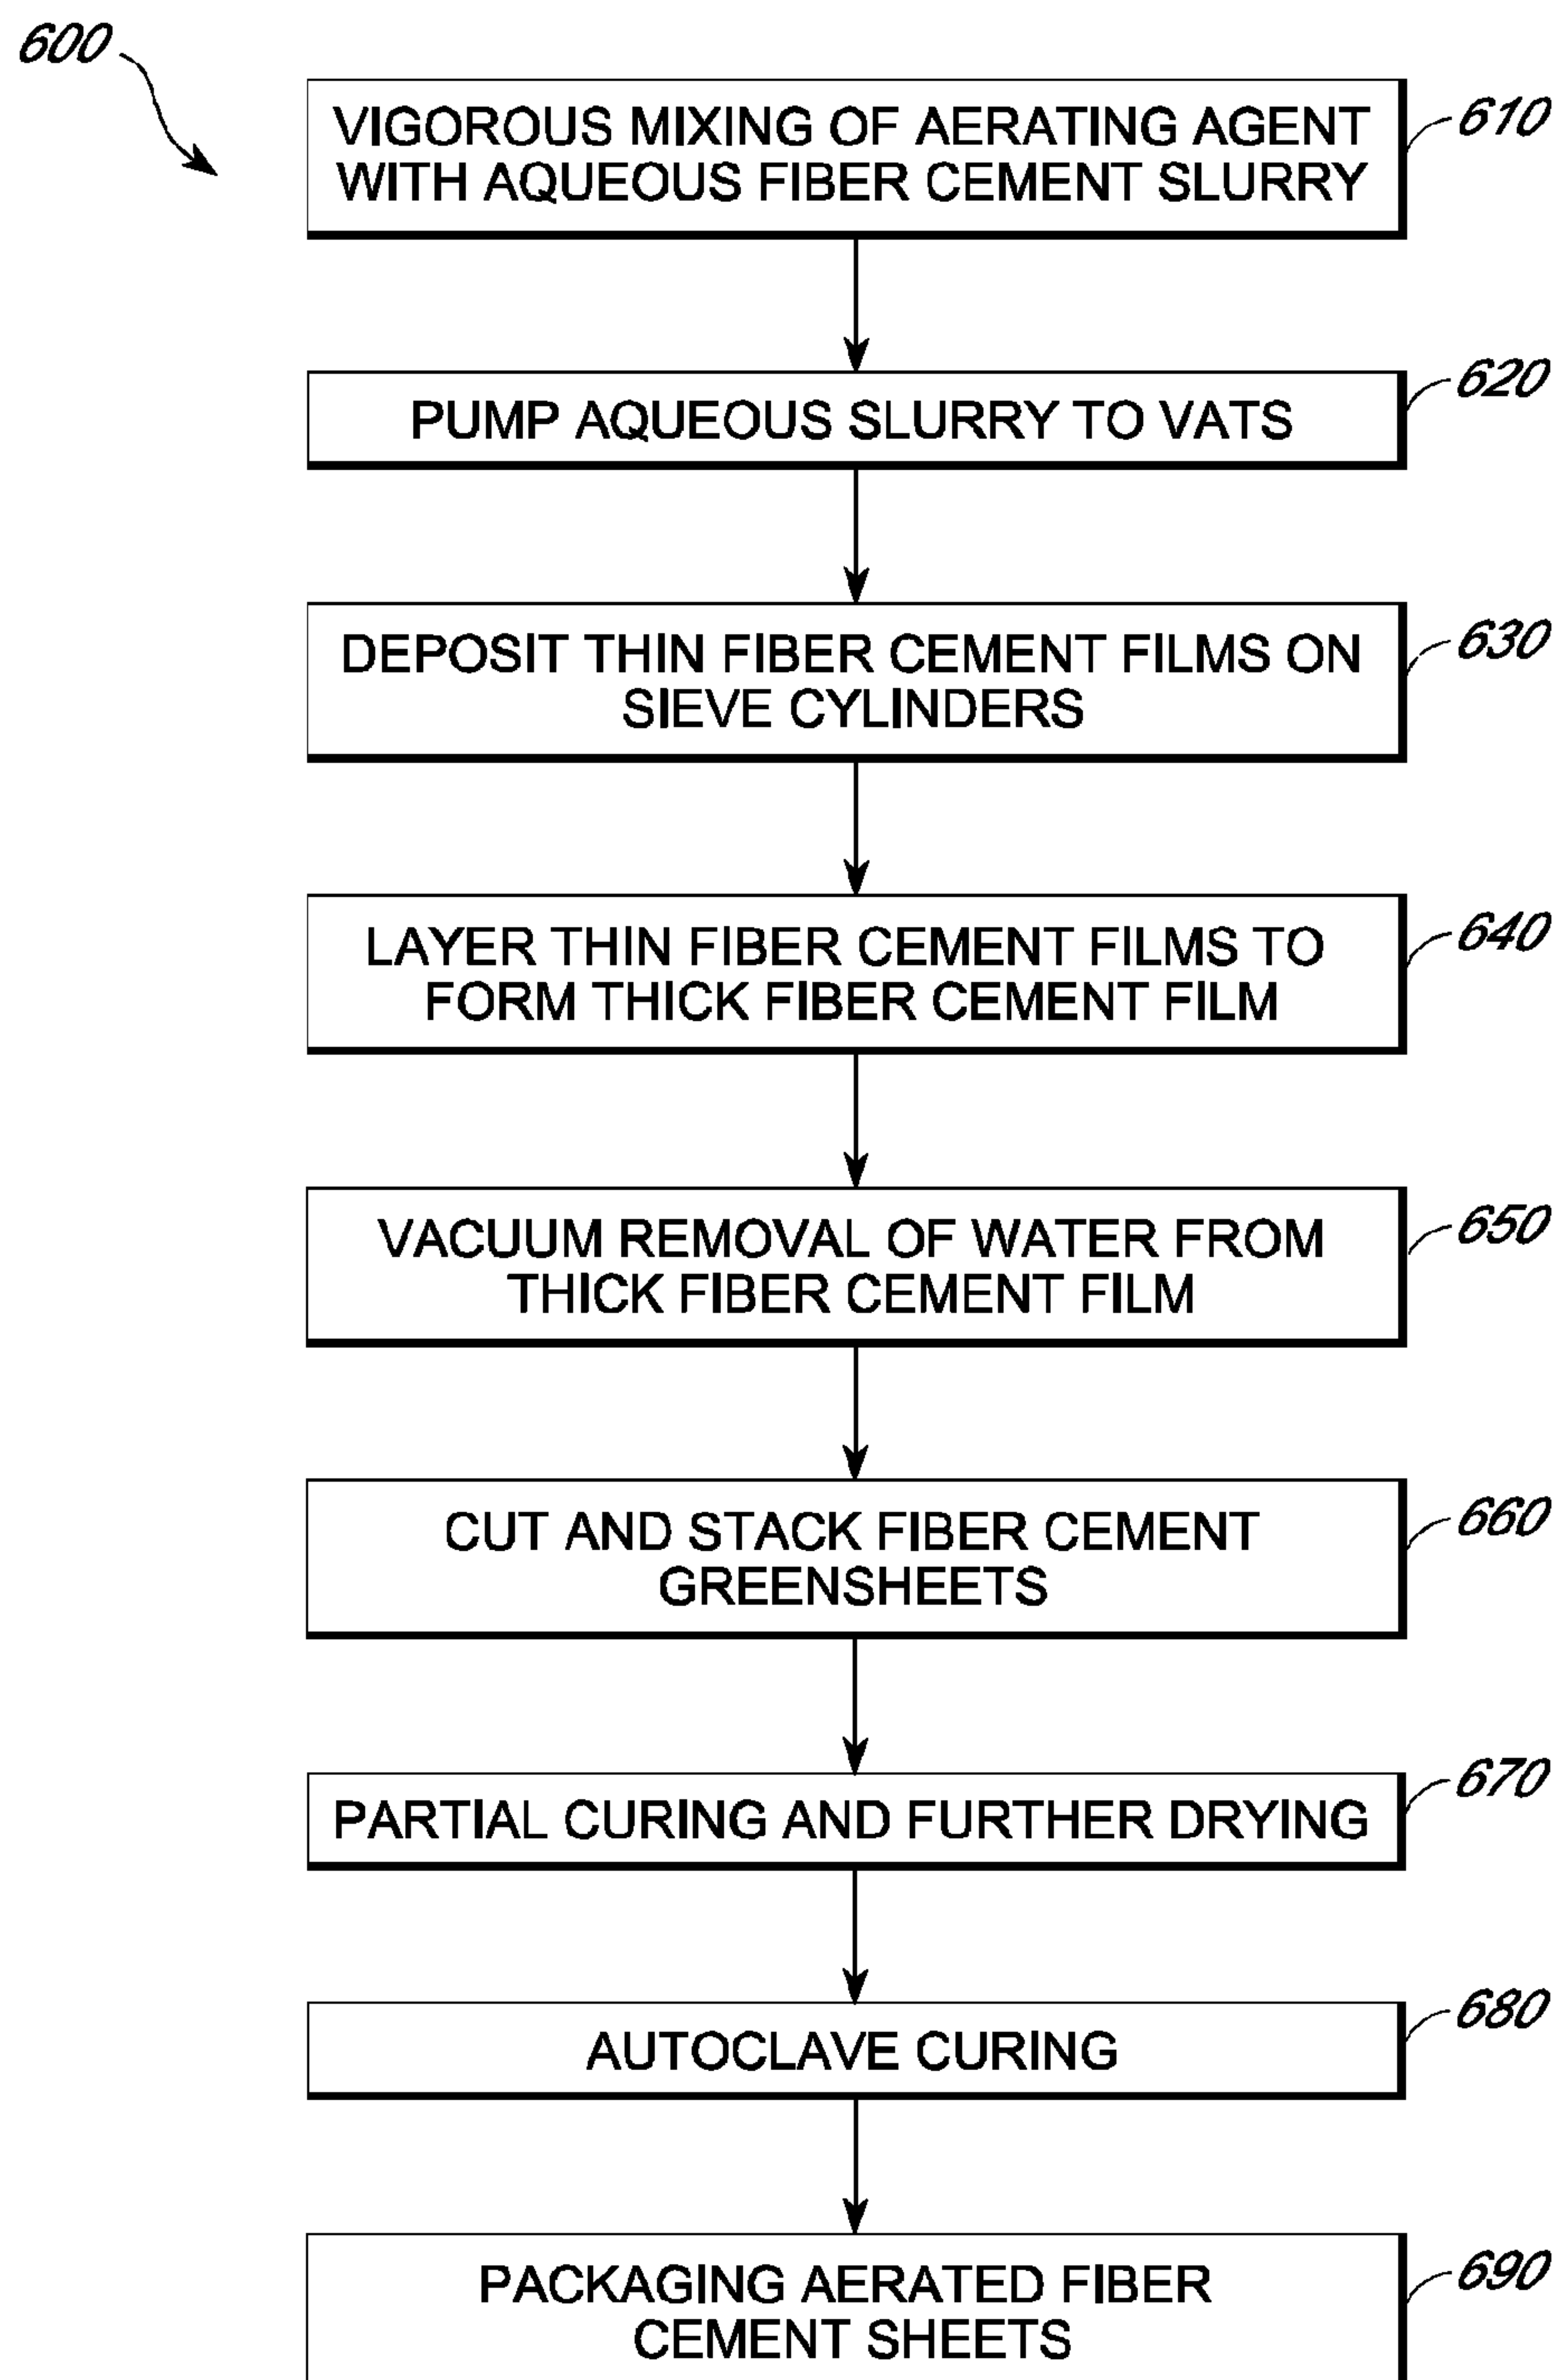 600
VIGOROUS MIXING OF AERATING AGENT
WITH AQUEOUS FIBER CEMENT SLURRY
610
PUMP AQUEOUS SLURRY TO VATS
620
DEPOSIT THIN FIBER CEMENT FILMS ON
SIEVE CYLINDERS
630
LAYER THIN FIBER CEMENT FILMS TO
FORM THICK FIBER CEMENT FILM
640
VACUUM REMOVAL OF WATER FROM
THICK FIBER CEMENT FILM
650
CUT AND STACK FIBER CEMENT
GREENSHEETS
660
PARTIAL CURING AND FURTHER DRYING
670
AUTOCLAVE CURING
680
PACKAGING AERATED FIBER
CEMENT SHEETS
690